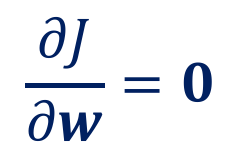 ∂J/∂w = 0